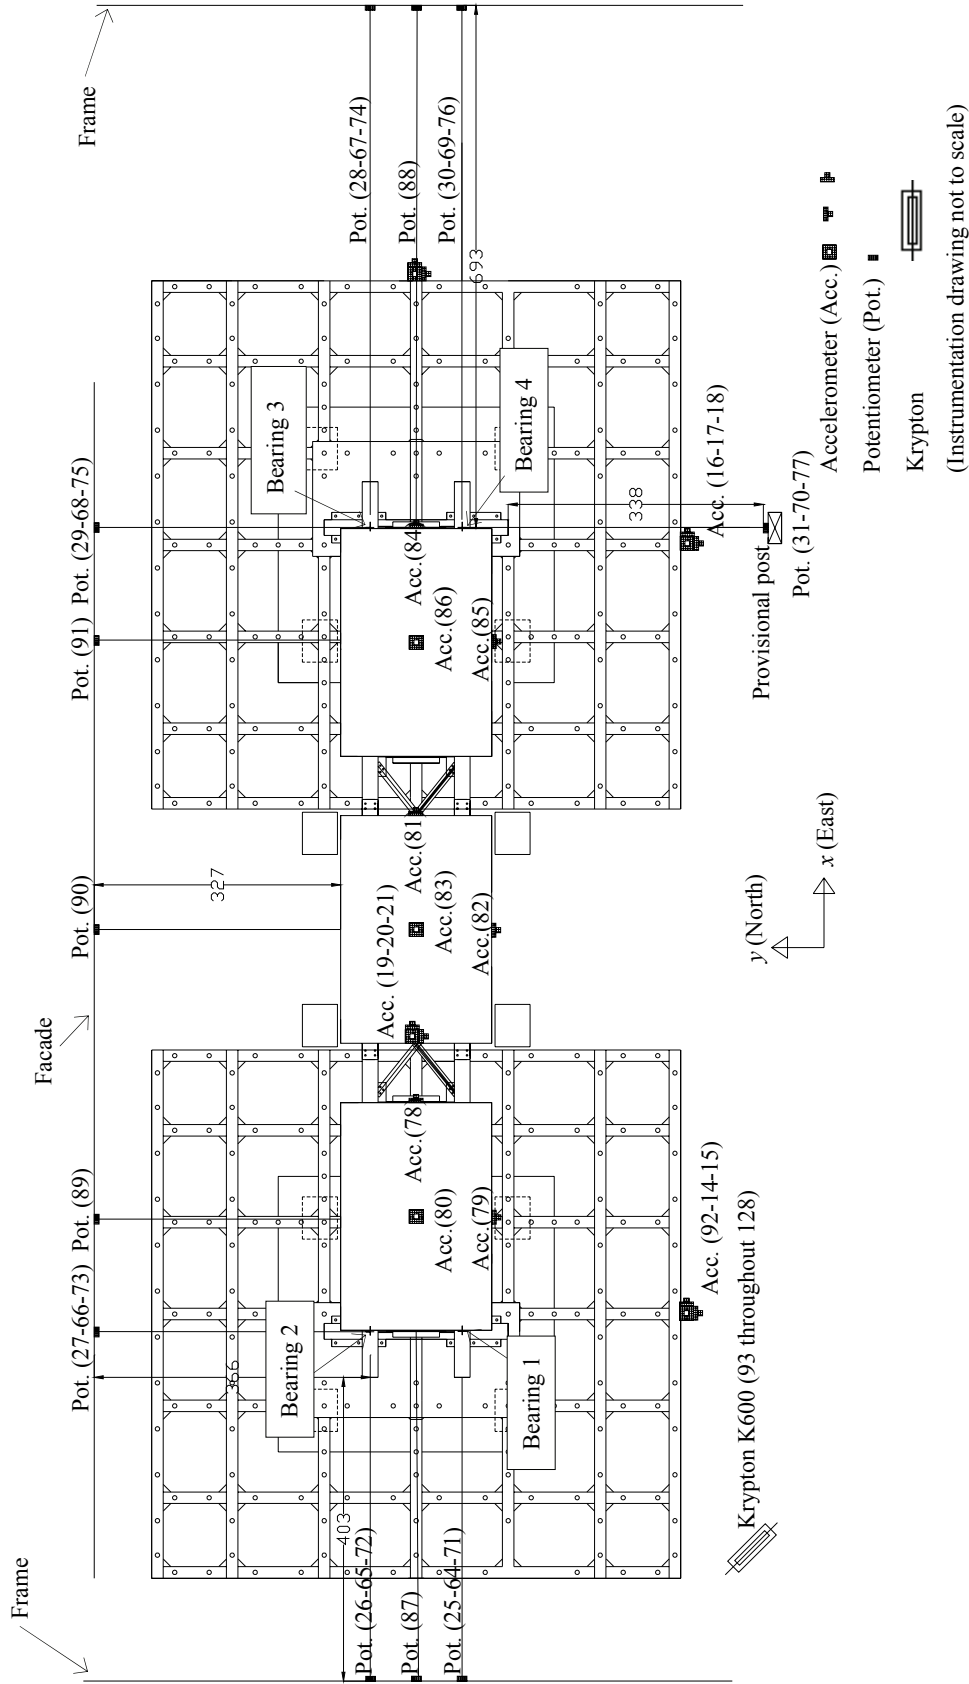 Frame
Facade
Frame
Pot. (27-66-73)
Pot. (89)
Pot. (90)
Pot. (91)
Pot. (29-68-75)
366
327
403
Pot. (26-65-72)
Pot. (87)
Pot. (25-64-71)
Bearing 2
Bearing 1
Acc.(78)
Acc.(80)
Acc.(79)
Acc. (19-20-21)
Acc.(81)
Acc.(83)
Acc.(82)
Acc.(84)
Acc.(86)
Acc.(85)
Bearing 3
Bearing 4
Pot. (28-67-74)
Pot. (88)
Pot. (30-69-76)
693
338
Acc. (92-14-15)
Krypton K600 (93 throughout 128)
y (North)
x (East)
Acc. (16-17-18)
Provisional post
Pot. (31-70-77)
Accelerometer (Acc.)
Potentiometer (Pot.)
Krypton
(Instrumentation drawing not to scale)